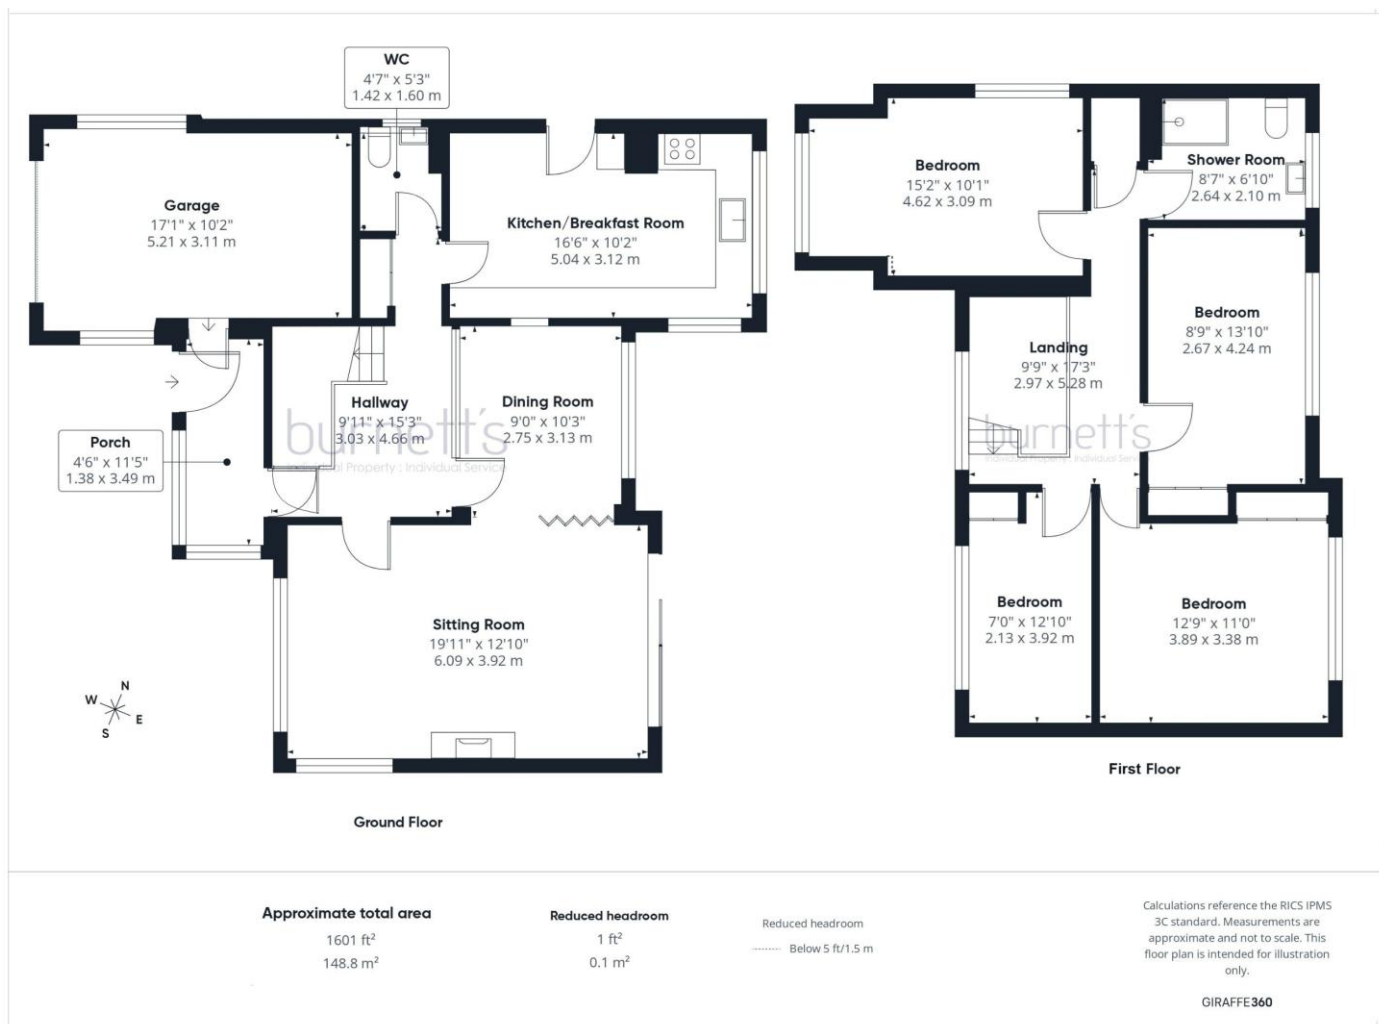 WC
4'7" x 5'3"
1.42 x 1.60 m
Garage
17'1" x 10'2"
5.21 x 3.11 m
Kitchen/Breakfast Room
16'6" x 10'2"
5.04 x 3.12 m
Hallway
9'11" x 15'3"
3.03 x 4.66 m
Dining Room
9'0" x 10'3"
2.75 x 3.13 m
burnett's
Individual Property : Individual Service
Porch
4'6" x 11'5"
1.38 x 3.49 m
Sitting Room
19'11" x 12'10"
6.09 x 3.92 m
N
W
E
S
Ground Floor
Bedroom
15'2" x 10'1"
4.62 x 3.09 m
Shower Room
8'7" x 6'10"
2.64 x 2.10 m
Bedroom
8'9" x 13'10"
2.67 x 4.24 m
Landing
9'9" x 17'3"
2.97 x 5.28 m
burnett's
Individual Property : Individual Service
Bedroom
7'0" x 12'10"
2.13 x 3.92 m
Bedroom
12'9" x 11'0"
3.89 x 3.38 m
First Floor
Approximate total area
1601 ft²
148.8 m²
Reduced headroom
1 ft²
0.1 m²
Reduced headroom
Below 5 ft/1.5 m
Calculations reference the RICS IPMS
3C standard. Measurements are
approximate and not to scale. This
floor plan is intended for illustration
only.
GIRAFFE360